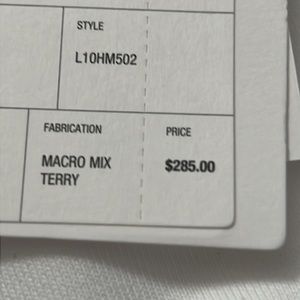 STYLE
L10HM502
FABRICATION
PRICE
MACRO MIX
$285.00
TERRY